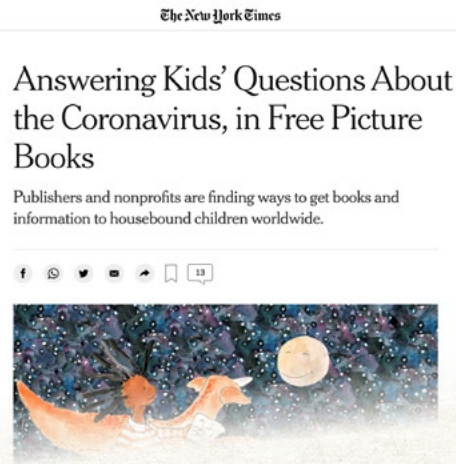 The New York Times
Answering Kids’ Questions About
the Coronavirus, in Free Picture
Books
Publishers and nonprofits are finding ways to get books and
information to housebound children worldwide.
13